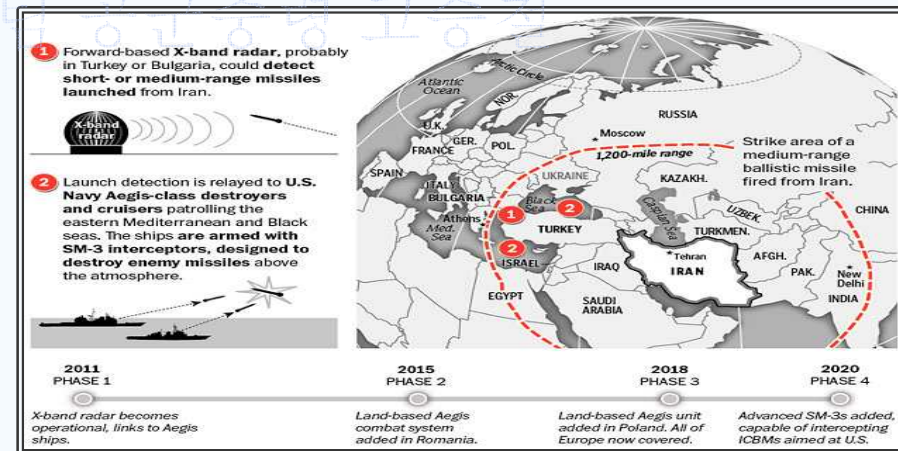 1 Forward-based X-band radar, probably
in Turkey or Bulgaria, could detect
short- or medium-range missiles
launched from Iran.
X-band
radar
2 Launch detection is relayed to U.S.
Navy Aegis-class destroyers
and cruisers patrolling the
eastern Mediterranean and Black
seas. The ships are armed with
SM-3 interceptors, designed to
destroy enemy missiles above
the atmosphere.
Arctic Circle
Atlantic
Ocean
NOR.
RUSSIA
U.K.
GER.
POL.
Moscow
FRANCE
1,200-mile range
Strike area of a
medium-range
ballistic missile
fired from Iran.
SPAIN
ITALY
UKRAINE
KAZAKH.
BULGARIA
Black
Sea
Caspian Sea
UZBEK.
CHINA
Athens
1
2
TURKEY
TURKMEN.
Med.
Sea
2
ISRAEL
IRAQ
Tehran
IRAN
AFGH.
PAK.
New
Delhi
EGYPT
SAUDI
ARABIA
INDIA
2011
PHASE 1
X-band radar becomes
operational, links to Aegis
ships.
2015
PHASE 2
Land-based Aegis
combat system
added in Romania.
2018
PHASE 3
Land-based Aegis unit
added in Poland. All of
Europe now covered.
2020
PHASE 4
Advanced SM-3s added,
capable of intercepting
ICBMs aimed at U.S.